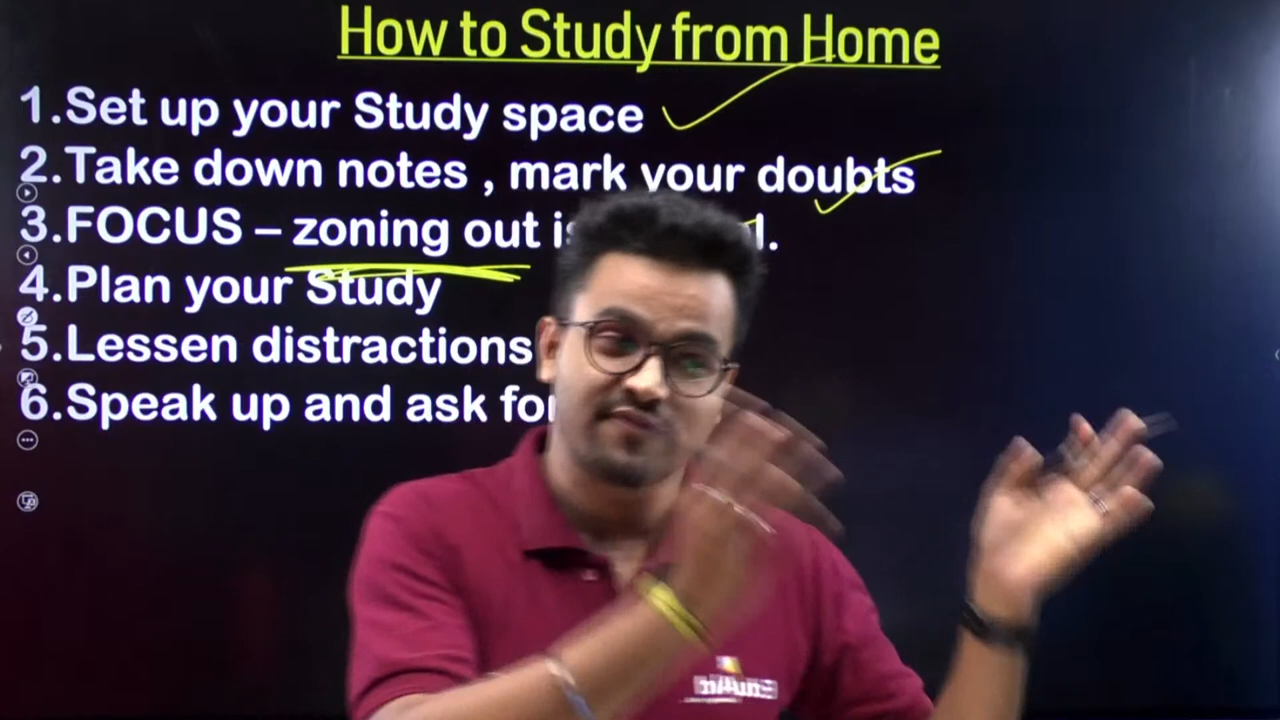 How to Study from Home
1.Set up your Study space
2.Take down notes , mark your doubts
3.FOCUS – zoning out
4.Plan your Study
5.Lessen distractions
6.Speak up and ask